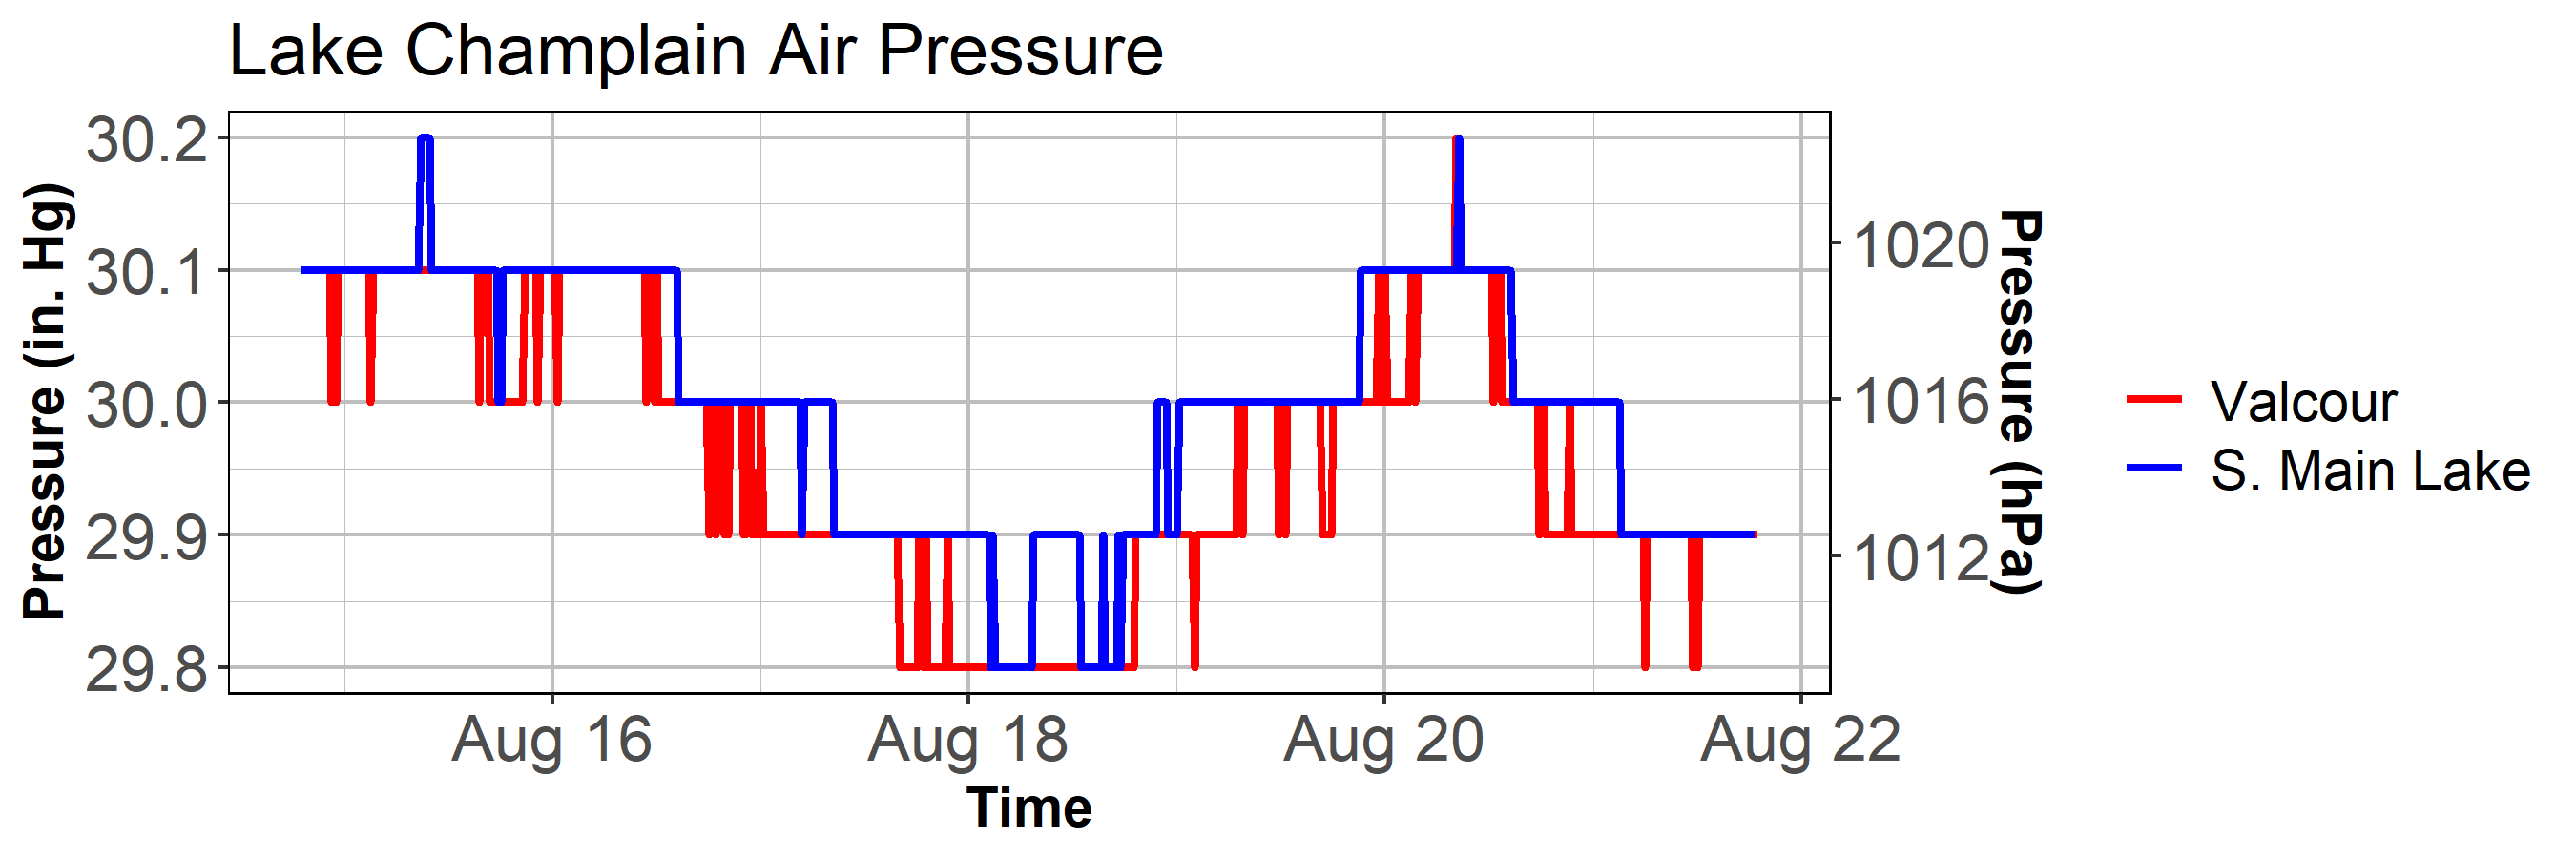 Lake Champlain Air Pressure
Pressure (in. Hg)
30.2
30.1
30.0
29.9
29.8
1020
1016
1012
Pressure (hPa)
Valcour
S. Main Lake
Aug 16
Aug 18
Aug 20
Aug 22
Time